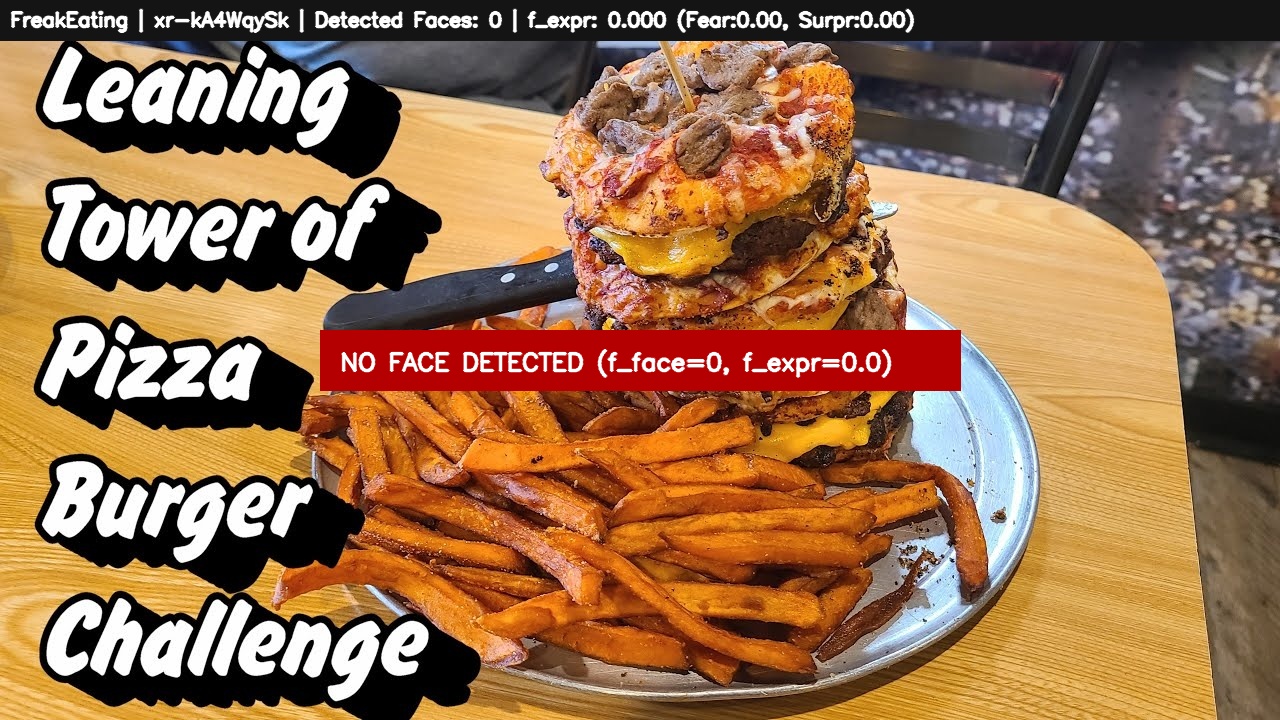 FreakEating | xr-kA4WqySk | Detected Faces: 0 | f_expr: 0.000 (Fear:0.00, Surpr:0.00)
Leaning
Tower of
Pizza
NO FACE DETECTED (f_face=0, f_expr=0.0)
Burger
Challenge